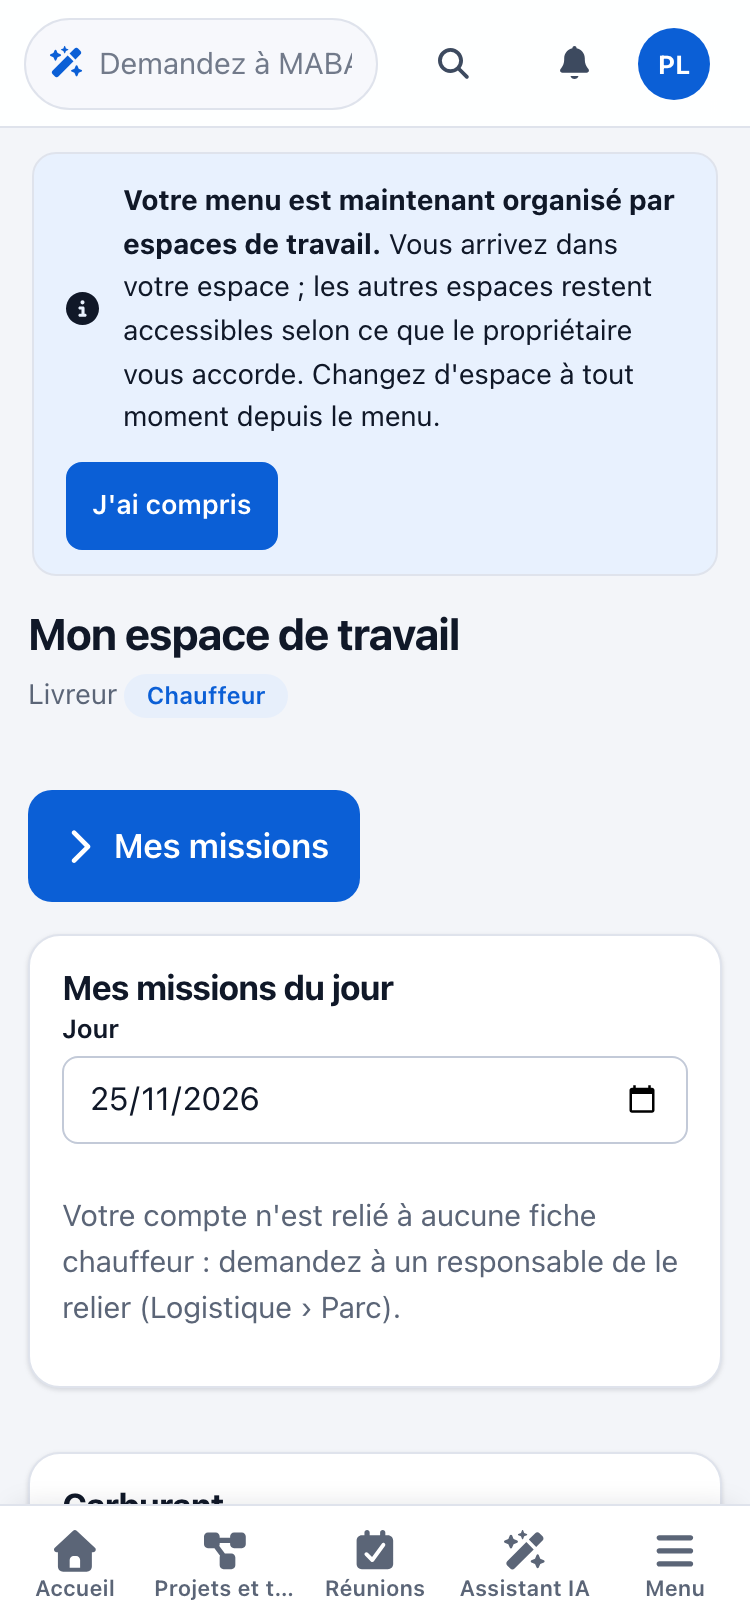 Demandez à MABA
PL
Votre menu est maintenant organisé par
espaces de travail. Vous arrivez dans
votre espace ; les autres espaces restent
accessibles selon ce que le propriétaire
vous accorde. Changez d'espace à tout
moment depuis le menu.
J'ai compris
Mon espace de travail
Livreur Chauffeur
Mes missions
Mes missions du jour
Jour
25/11/2026
Votre compte n'est relié à aucune fiche
chauffeur : demandez à un responsable de le
relier (Logistique › Parc).
Carburant
Accueil
Projets et t...
Réunions
Assistant IA
Menu